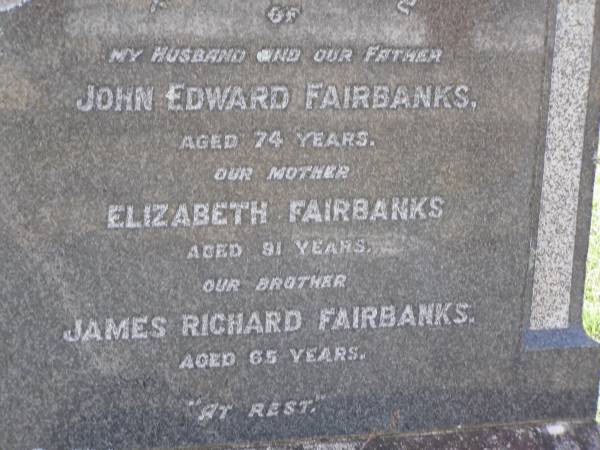 OF
MY HUSBAND AND OUR FATHER
JOHN EDWARD FAIRBANKS,
AGED 74 YEARS.
OUR MOTHER
ELIZABETH FAIRBANKS
AGED 91 YEARS.
OUR BROTHER
JAMES RICHARD FAIRBANKS.
AGED 65 YEARS.
"AT REST."